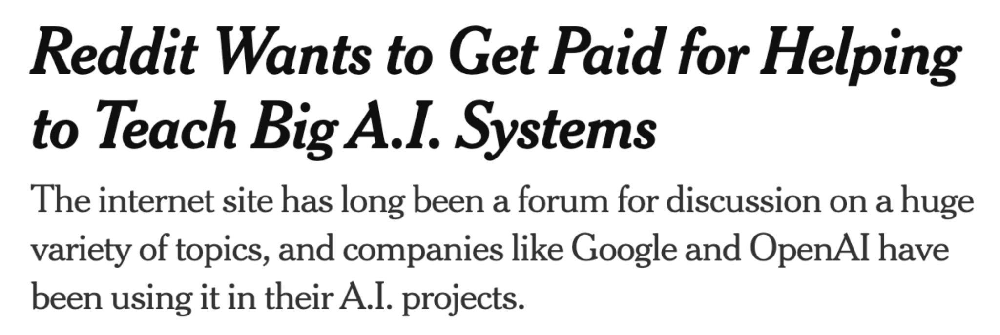 Reddit Wants to Get Paid for Helping
to Teach Big A.I. Systems
The internet site has long been a forum for discussion on a huge
variety of topics, and companies like Google and OpenAI have
been using it in their A.I. projects.